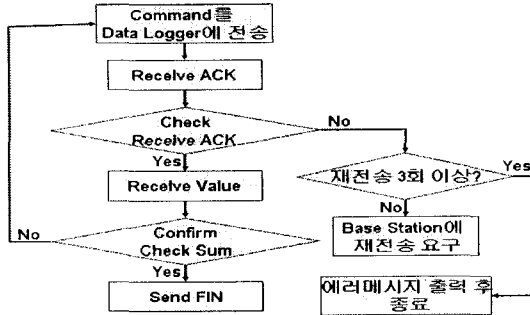 Command를
Data Logger에 전송
Receive ACK
Check
Receive ACK
No
Yes
재전송 3회 이상?
Yes
Receive Value
No
Base Station에
재전송 요구
Confirm
Check Sum
No
Yes
Send FIN
에러메시지 출력 후
종료